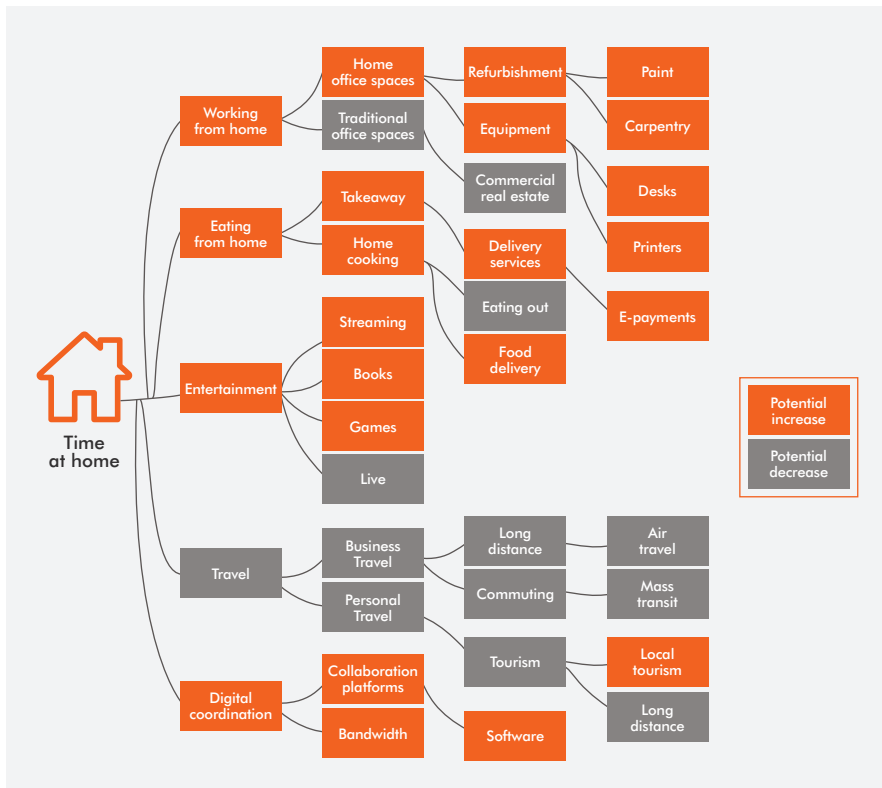 Time
at home
Working
from home
Home
office spaces
Refurbishment
Paint
Carpentry
Equipment
Desks
Printers
Traditional
office spaces
Commercial
real estate
Eating
from home
Takeaway
Delivery
services
E-payments
Home
cooking
Eating out
Food
delivery
Entertainment
Streaming
Books
Games
Live
Travel
Business
Travel
Long
distance
Air
travel
Commuting
Mass
transit
Personal
Travel
Tourism
Local
tourism
Long
distance
Digital
coordination
Collaboration
platforms
Software
Bandwidth
Potential
increase
Potential
decrease